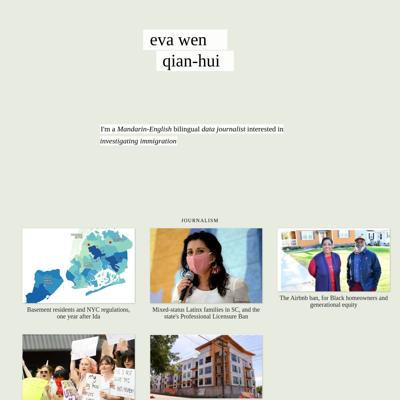 eva wen
qian-hui
I'm a Mandarin-English bilingual data journalist interested in
investigating immigration
JOURNALISM
Basement residents and NYC regulations,
one year after Ida
Mixed-status Latinx families in SC, and the
state's Professional Licensure Ban
The Airbnb ban, for Black homeowners and
generational equity